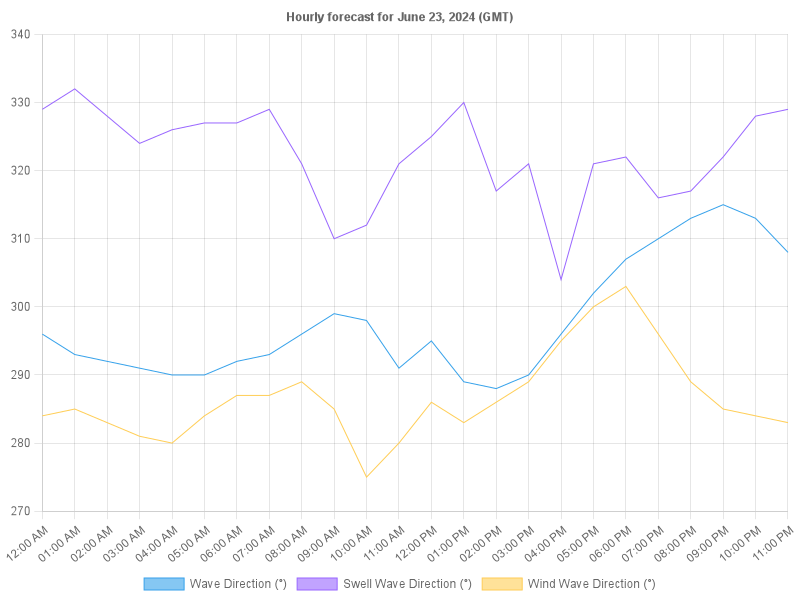 Hourly forecast for June 23, 2024 (GMT)
340
330
320
310
300
290
280
270
12:00 AM
01:00 AM
02:00 AM
03:00 AM
04:00 AM
05:00 AM
06:00 AM
07:00 AM
08:00 AM
09:00 AM
10:00 AM
11:00 AM
12:00 PM
01:00 PM
02:00 PM
03:00 PM
04:00 PM
05:00 PM
06:00 PM
07:00 PM
08:00 PM
09:00 PM
10:00 PM
11:00 PM
Wave Direction (°) Swell Wave Direction (°) Wind Wave Direction (°)